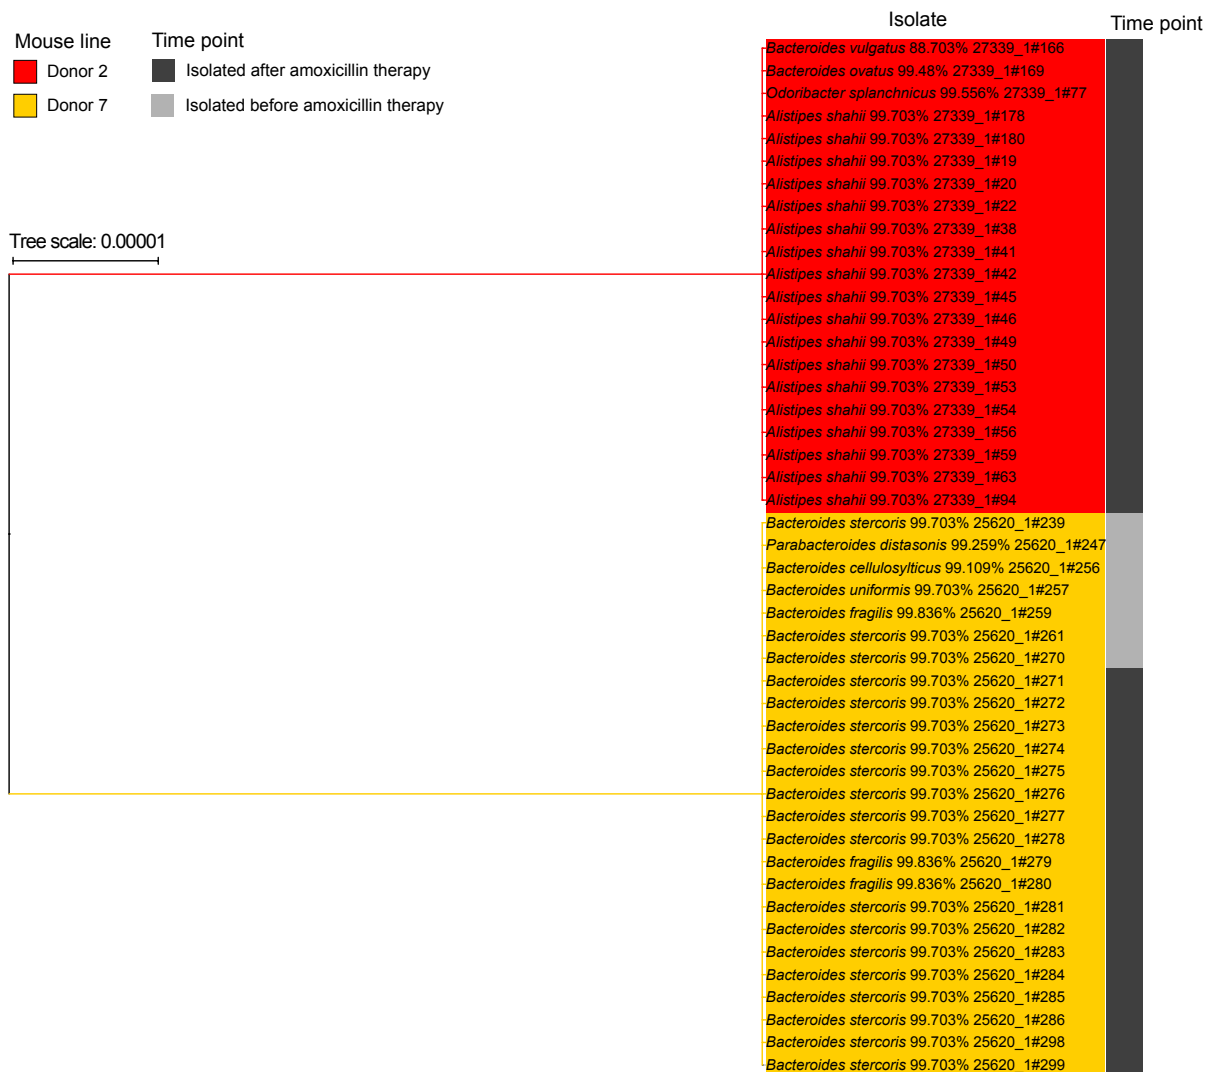 Isolate
Time point
Mouse line
Time point
Donor 2
Isolated after amoxicillin therapy
Donor 7
Isolated before amoxicillin therapy
Tree scale: 0.00001
Bacteroides vulgatus 88.703% 27339_1#166
Bacteroides ovatus 99.48% 27339_1#169
Odoribacter splanchnicus 99.556% 27339_1#77
Alistipes shahii 99.703% 27339_1#178
Alistipes shahii 99.703% 27339_1#180
Alistipes shahii 99.703% 27339_1#19
Alistipes shahii 99.703% 27339_1#20
Alistipes shahii 99.703% 27339_1#22
Alistipes shahii 99.703% 27339_1#38
Alistipes shahii 99.703% 27339_1#41
Alistipes shahii 99.703% 27339_1#42
Alistipes shahii 99.703% 27339_1#45
Alistipes shahii 99.703% 27339_1#46
Alistipes shahii 99.703% 27339_1#49
Alistipes shahii 99.703% 27339_1#50
Alistipes shahii 99.703% 27339_1#53
Alistipes shahii 99.703% 27339_1#54
Alistipes shahii 99.703% 27339_1#56
Alistipes shahii 99.703% 27339_1#59
Alistipes shahii 99.703% 27339_1#63
Alistipes shahii 99.703% 27339_1#94
Bacteroides stercoris 99.703% 25620_1#239
Parabacteroides distasonis 99.259% 25620_1#247
Bacteroides cellulosylticus 99.109% 25620_1#256
Bacteroides uniformis 99.703% 25620_1#257
Bacteroides fragilis 99.836% 25620_1#259
Bacteroides stercoris 99.703% 25620_1#261
Bacteroides stercoris 99.703% 25620_1#270
Bacteroides stercoris 99.703% 25620_1#271
Bacteroides stercoris 99.703% 25620_1#272
Bacteroides stercoris 99.703% 25620_1#273
Bacteroides stercoris 99.703% 25620_1#274
Bacteroides stercoris 99.703% 25620_1#275
Bacteroides stercoris 99.703% 25620_1#276
Bacteroides stercoris 99.703% 25620_1#277
Bacteroides stercoris 99.703% 25620_1#278
Bacteroides fragilis 99.836% 25620_1#279
Bacteroides fragilis 99.836% 25620_1#280
Bacteroides stercoris 99.703% 25620_1#281
Bacteroides stercoris 99.703% 25620_1#282
Bacteroides stercoris 99.703% 25620_1#283
Bacteroides stercoris 99.703% 25620_1#284
Bacteroides stercoris 99.703% 25620_1#285
Bacteroides stercoris 99.703% 25620_1#286
Bacteroides stercoris 99.703% 25620_1#298
Bacteroides stercoris 99.703% 25620_1#299